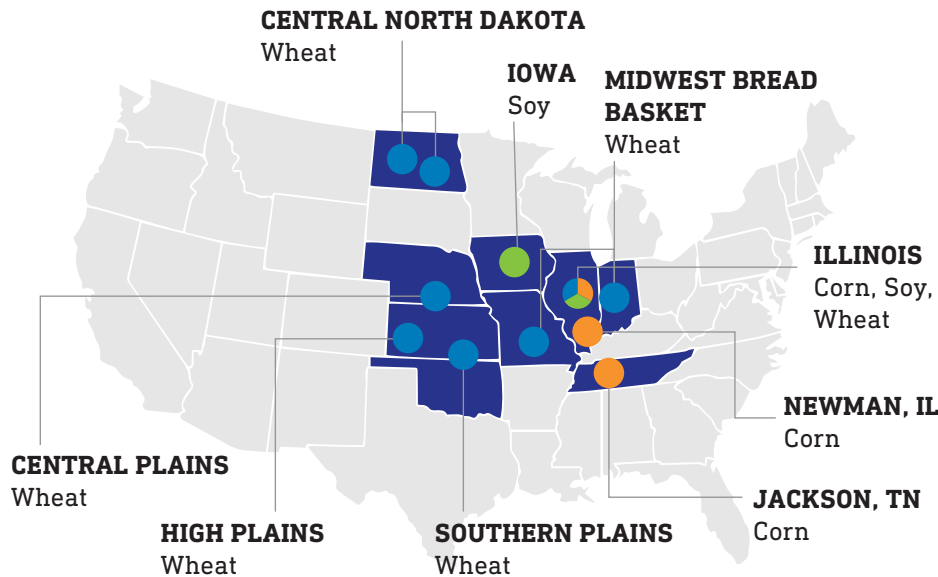 CENTRAL NORTH DAKOTA
Wheat
IOWA
Soy
MIDWEST BREAD
BASKET
Wheat
ILLINOIS
Corn, Soy,
Wheat
NEWMAN, IL
Corn
CENTRAL PLAINS
Wheat
JACKSON, TN
Corn
HIGH PLAINS
Wheat
SOUTHERN PLAINS
Wheat